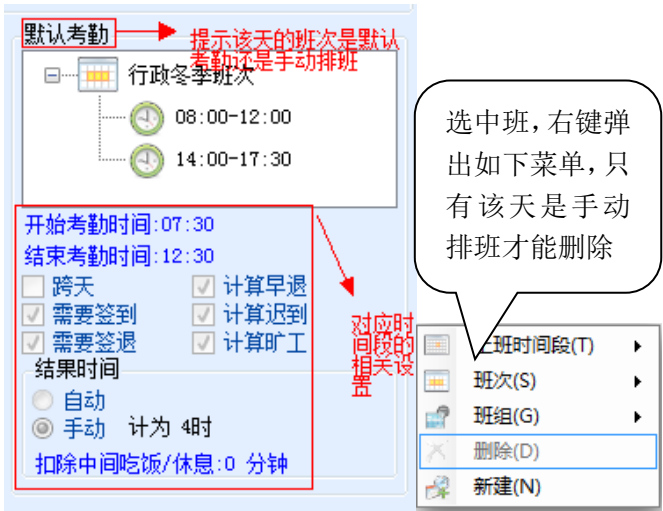 默认考勤
提示该天的班次是默认
考勤还是手动排班
行政冬季班次
08:00-12:00
14:00-17:30
开始考勤时间:07:30
结束考勤时间:12:30
跨天
计算早退
需要签到
计算迟到
需要签退
计算旷工
对应时
间段的
相关设
置
结果时间
自动
手动 计为 4时
扣除中间吃饭/休息:0 分钟
选中班,右键弹
出如下菜单,只
有该天是手动
排班才能删除
上班时间段(T)
班次(S)
班组(G)
删除(D)
新建(N)